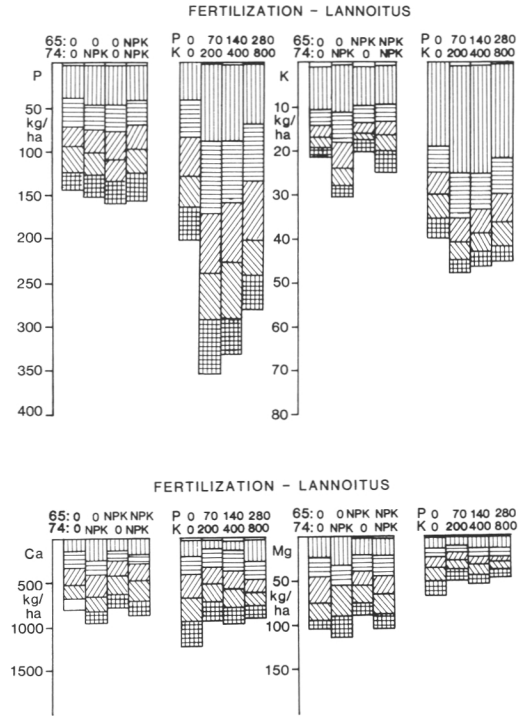 FERTILIZATION – LANNOITUS
65: 0 0 NPK NPK P 0 70 140 280 65: 0 0 NPK NPK P 0 70 140 280
74: 0 NPK 0 NPK K 0 200 400 800 74: 0 NPK 0 NPK K 0 200 400 800
P K
50 10
kg/ kg/
ha ha
100 20
150 30
200 40
250 50
300 60
350 70
400 80
FERTILIZATION – LANNOITUS
65: 0 0 NPK NPK P 0 70 140 280 65: 0 0 NPK NPK P 0 70 140 280
74: 0 NPK 0 NPK K 0 200 400 800 74: 0 NPK 0 NPK K 0 200 400 800
Ca Mg
500 50
kg/ kg/
ha ha
1000 100
1500 150